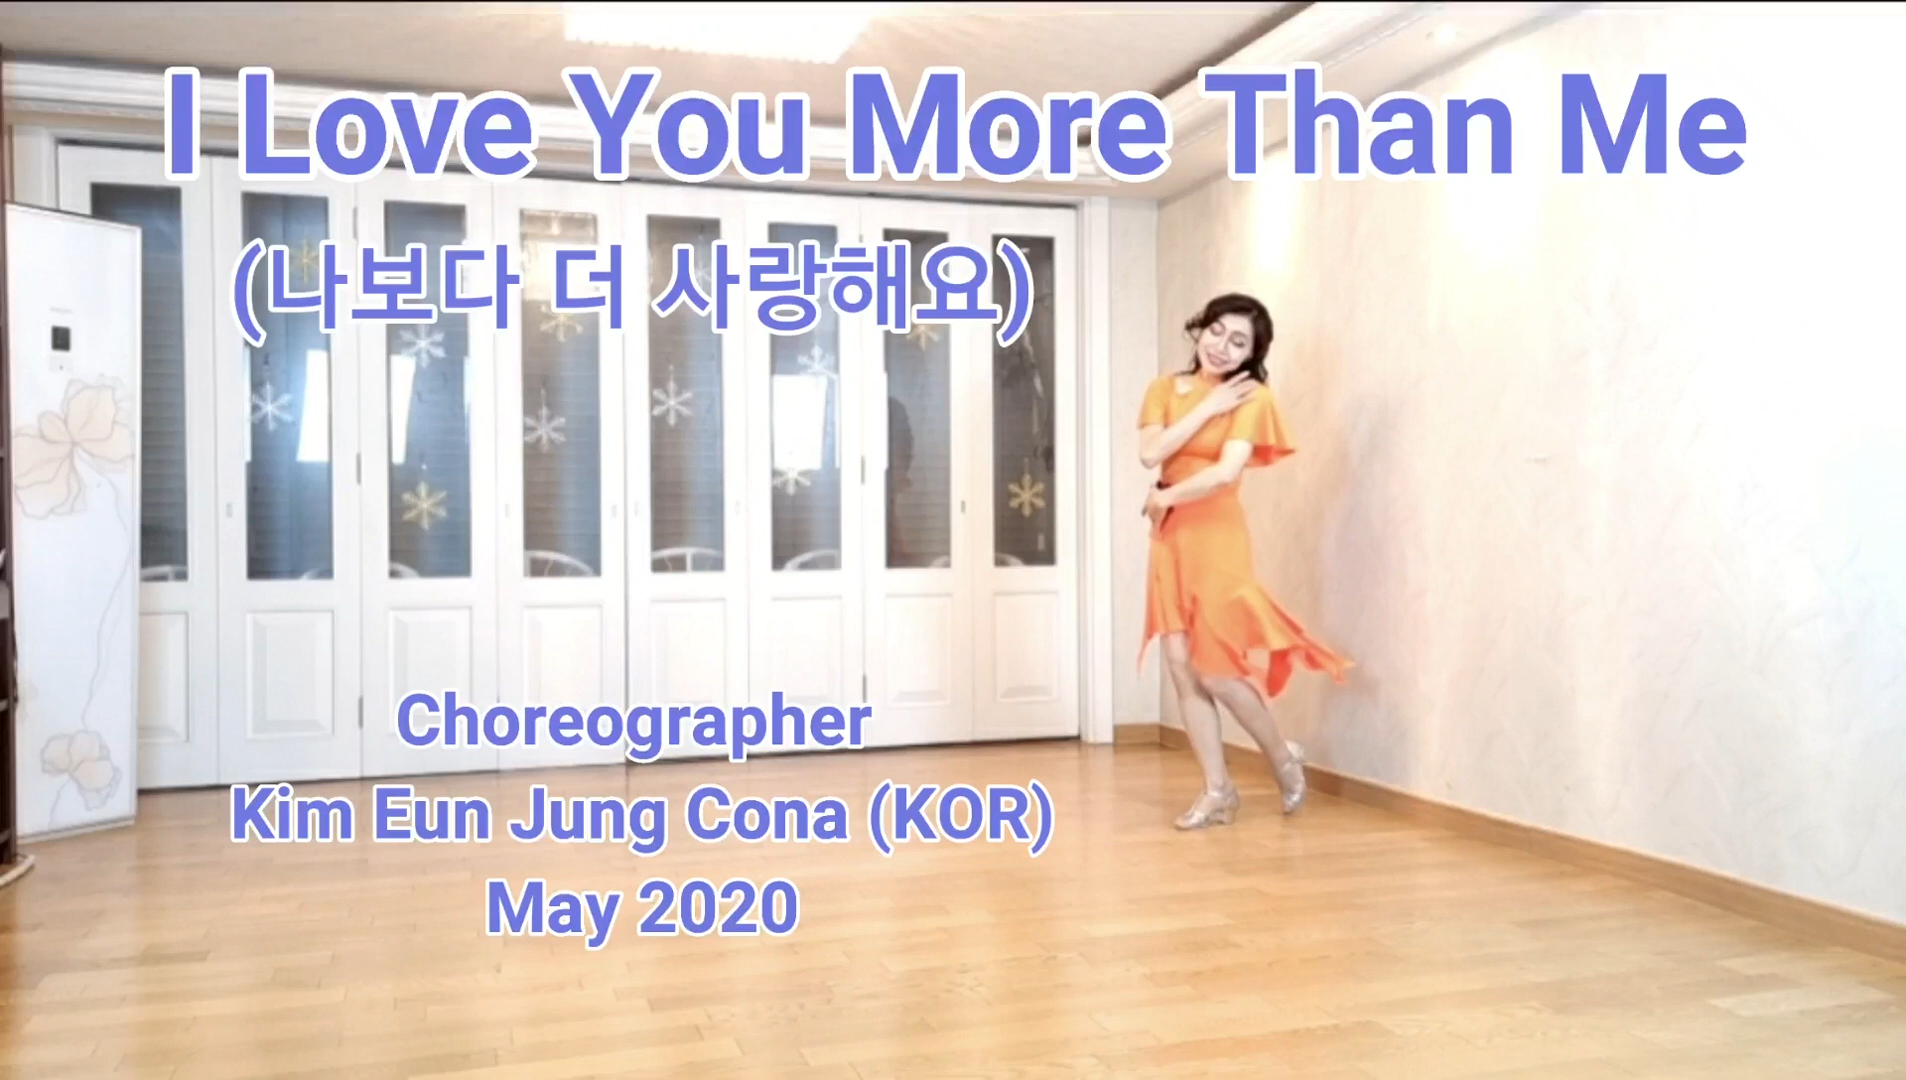 I Love You More Than Me
(나보다 더 사랑해요)
Choreographer
Kim Eun Jung Cona (KOR)
May 2020